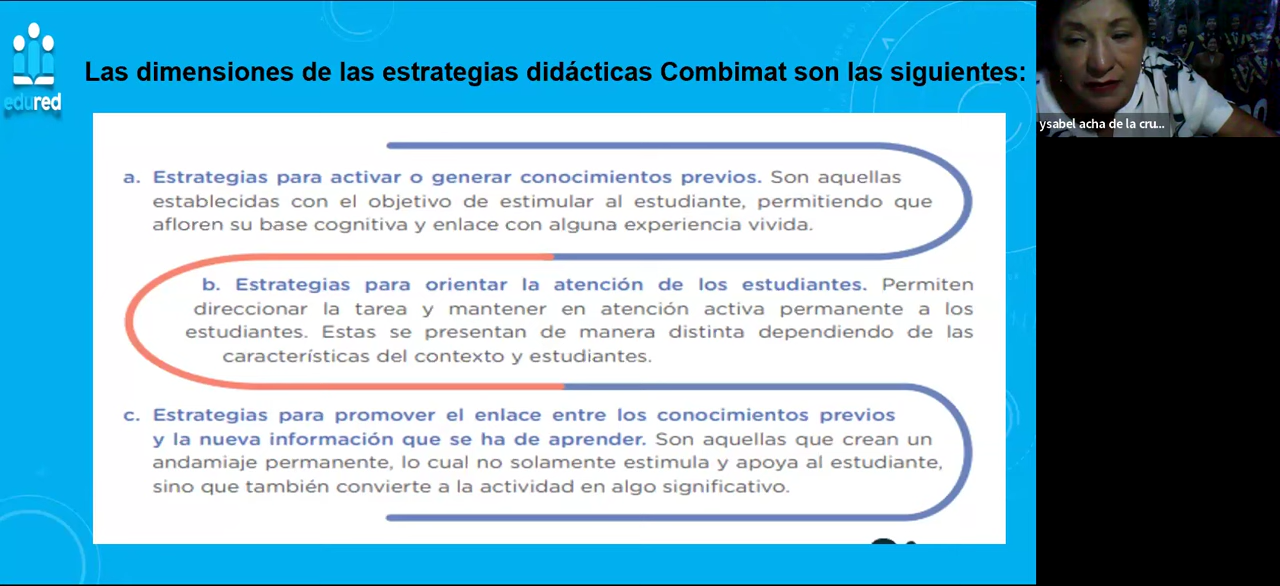 edured
Las dimensiones de las estrategias didácticas Combimat son las siguientes:
ysabel acha de la cru...
a. Estrategias para activar o generar conocimientos previos. Son aquellas
establecidas con el objetivo de estimular al estudiante, permitiendo que
afloren su base cognitiva y enlace con alguna experiencia vivida.
b. Estrategias para orientar la atención de los estudiantes. Permiten
direccionar la tarea y mantener en atención activa permanente a los
estudiantes. Estas se presentan de manera distinta dependiendo de las
características del contexto y estudiantes.
c. Estrategias para promover el enlace entre los conocimientos previos
y la nueva información que se ha de aprender. Son aquellas que crean un
andamiaje permanente, lo cual no solamente estimula y apoya al estudiante,
sino que también convierte a la actividad en algo significativo.